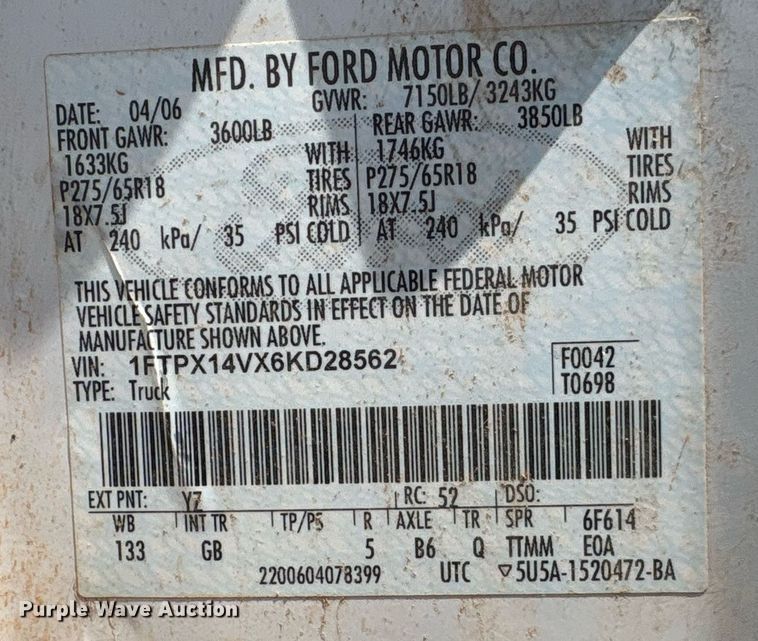 MFD. BY FORD MOTOR CO.
DATE: 04/06 GVWR: 7150LB/ 3243KG
FRONT GAWR: 3600LB REAR GAWR: 3850LB
1633KG WITH 1746KG WITH
P275/65R18 TIRES P275/65R18 TIRES
18X7.5J RIMS 18X7.5J RIMS
AT 240 kPa/ 35 PSI COLD AT 240 kPa/ 35 PSI COLD
THIS VEHICLE CONFORMS TO ALL APPLICABLE FEDERAL MOTOR
VEHICLE SAFETY STANDARDS IN EFFECT ON THE DATE OF
MANUFACTURE SHOWN ABOVE.
VIN: 1FTPX14VX6KD28562 F0042
TYPE: Truck T0698
EXT PNT: YZ RC: 52 DSO:
WB INT TR TP/PS R AXLE TR SPR 6F614
133 GB 5 B6 Q TTMM EOA
2200604078399 UTC ▽5U5A-1520472-BA
Purple Wave Auction